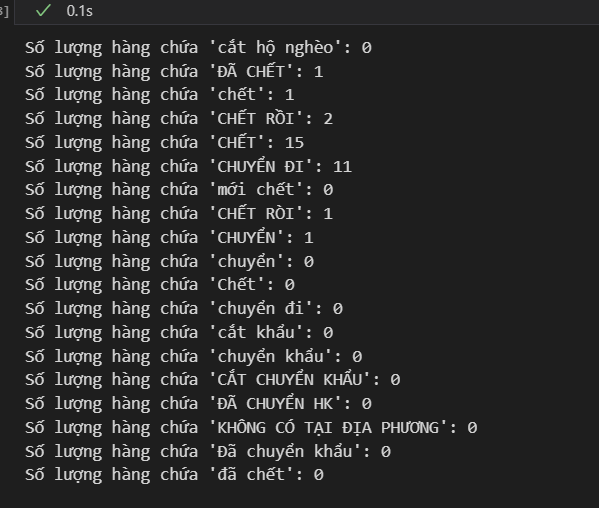 3] ✓ 0.1s
Số lượng hàng chứa 'cắt hộ nghèo': 0
Số lượng hàng chứa 'ĐÃ CHẾT': 1
Số lượng hàng chứa 'chết': 1
Số lượng hàng chứa 'CHẾT RỒI': 2
Số lượng hàng chứa 'CHẾT': 15
Số lượng hàng chứa 'CHUYỂN ĐI': 11
Số lượng hàng chứa 'mới chết': 0
Số lượng hàng chứa 'CHẾT RÒI': 1
Số lượng hàng chứa 'CHUYỂN': 1
Số lượng hàng chứa 'chuyển': 0
Số lượng hàng chứa 'Chết': 0
Số lượng hàng chứa 'chuyển đi': 0
Số lượng hàng chứa 'cắt khẩu': 0
Số lượng hàng chứa 'chuyển khẩu': 0
Số lượng hàng chứa 'CẮT CHUYỂN KHẨU': 0
Số lượng hàng chứa 'ĐÃ CHUYỂN HK': 0
Số lượng hàng chứa 'KHÔNG CÓ TẠI ĐỊA PHƯƠNG': 0
Số lượng hàng chứa 'Đã chuyển khẩu': 0
Số lượng hàng chứa 'đã chết': 0